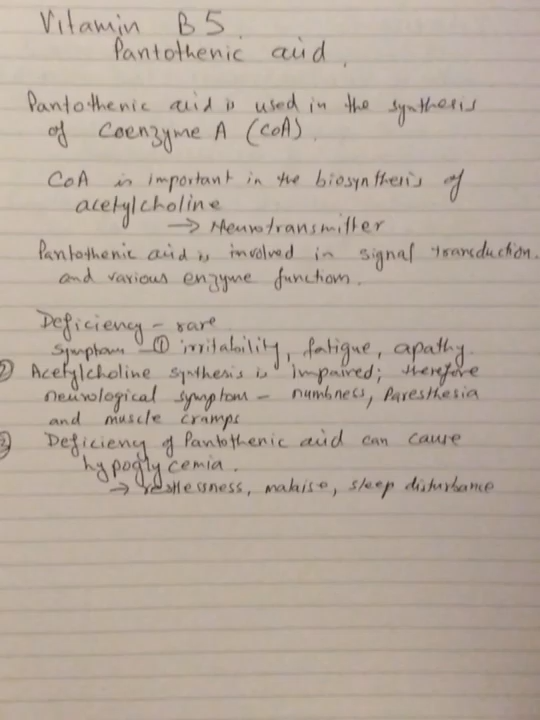 Vitamin B5.
Pantothenic acid.
Pantothenic acid is used in the synthesis
of Coenzyme A (CoA).
CoA is important in the biosynthesis of
acetylcholine
→ Neurotransmitter
Pantothenic acid is involved in signal transduction.
and various enzyme functions.
Deficiency - rare
Symptom - ① irritability, fatigue, apathy.
② Acetylcholine synthesis is impaired; therefore
neurological symptom - numbness, Paresthesia
and muscle cramps
③ Deficiency of Pantothenic acid can cause
hypoglycemia.
→ restlessness, malaise, sleep disturbance